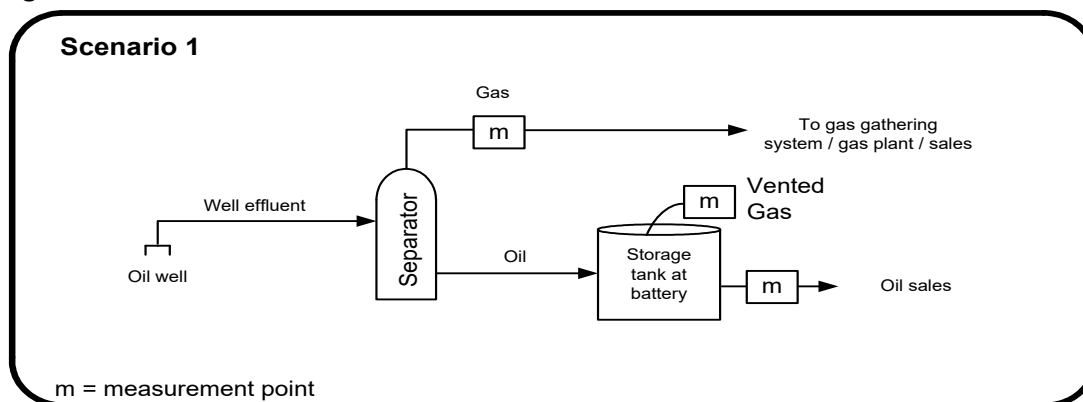 Scenario 1
Gas
m
To gas gathering
system / gas plant / sales
Well effluent
Separator
m
Vented
Gas
Oil well
Oil
Storage
tank at
battery
m
Oil sales
m = measurement point